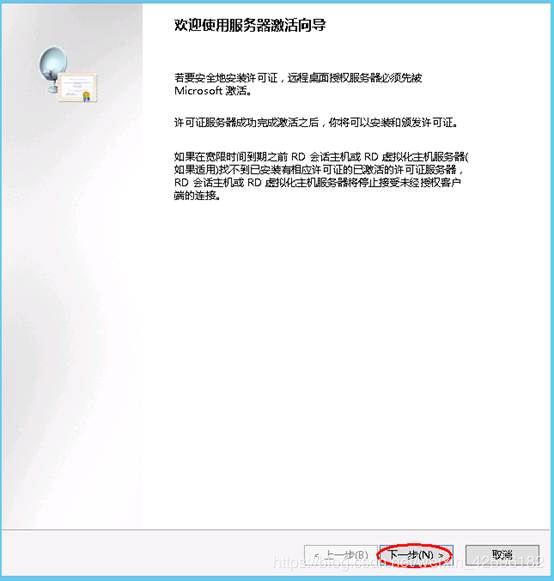 欢迎使用服务器激活向导
若要安全地安装许可证，远程桌面授权服务器必须先被
Microsoft 激活。
许可证服务器成功完成激活之后，你将可以安装和颁发许可证。
如果在宽限时间到期之前 RD 会话主机或 RD 虚拟化主机服务器(
如果适用)找不到已安装有相应许可证的已激活的许可证服务器，
RD 会话主机或 RD 虚拟化主机服务器将停止接受未经授权客户
端的连接。
< 上一步(B) 下一步(N) > 取消